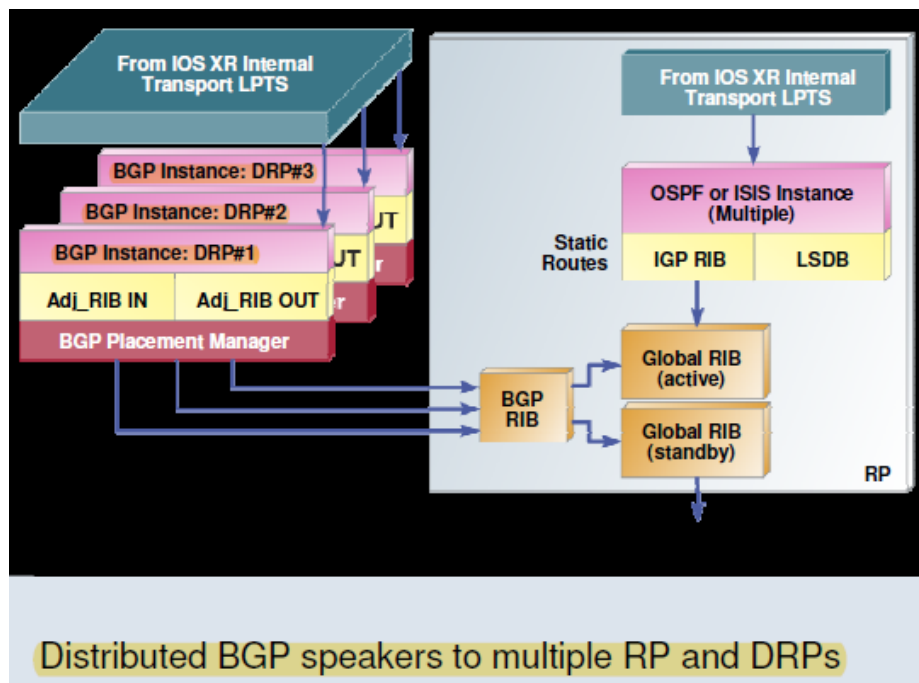 From IOS XR Internal
Transport LPTS
BGP Instance: DRP#3
BGP Instance: DRP#2
UT
BGP Instance: DRP#1
UT
r
Adj_RIB IN
Adj_RIB OUT
er
BGP Placement Manager
From IOS XR Internal
Transport LPTS
OSPF or ISIS Instance
(Multiple)
Static
Routes
IGP RIB
LSDB
BGP
RIB
Global RIB
(active)
Global RIB
(standby)
RP
Distributed BGP speakers to multiple RP and DRPs